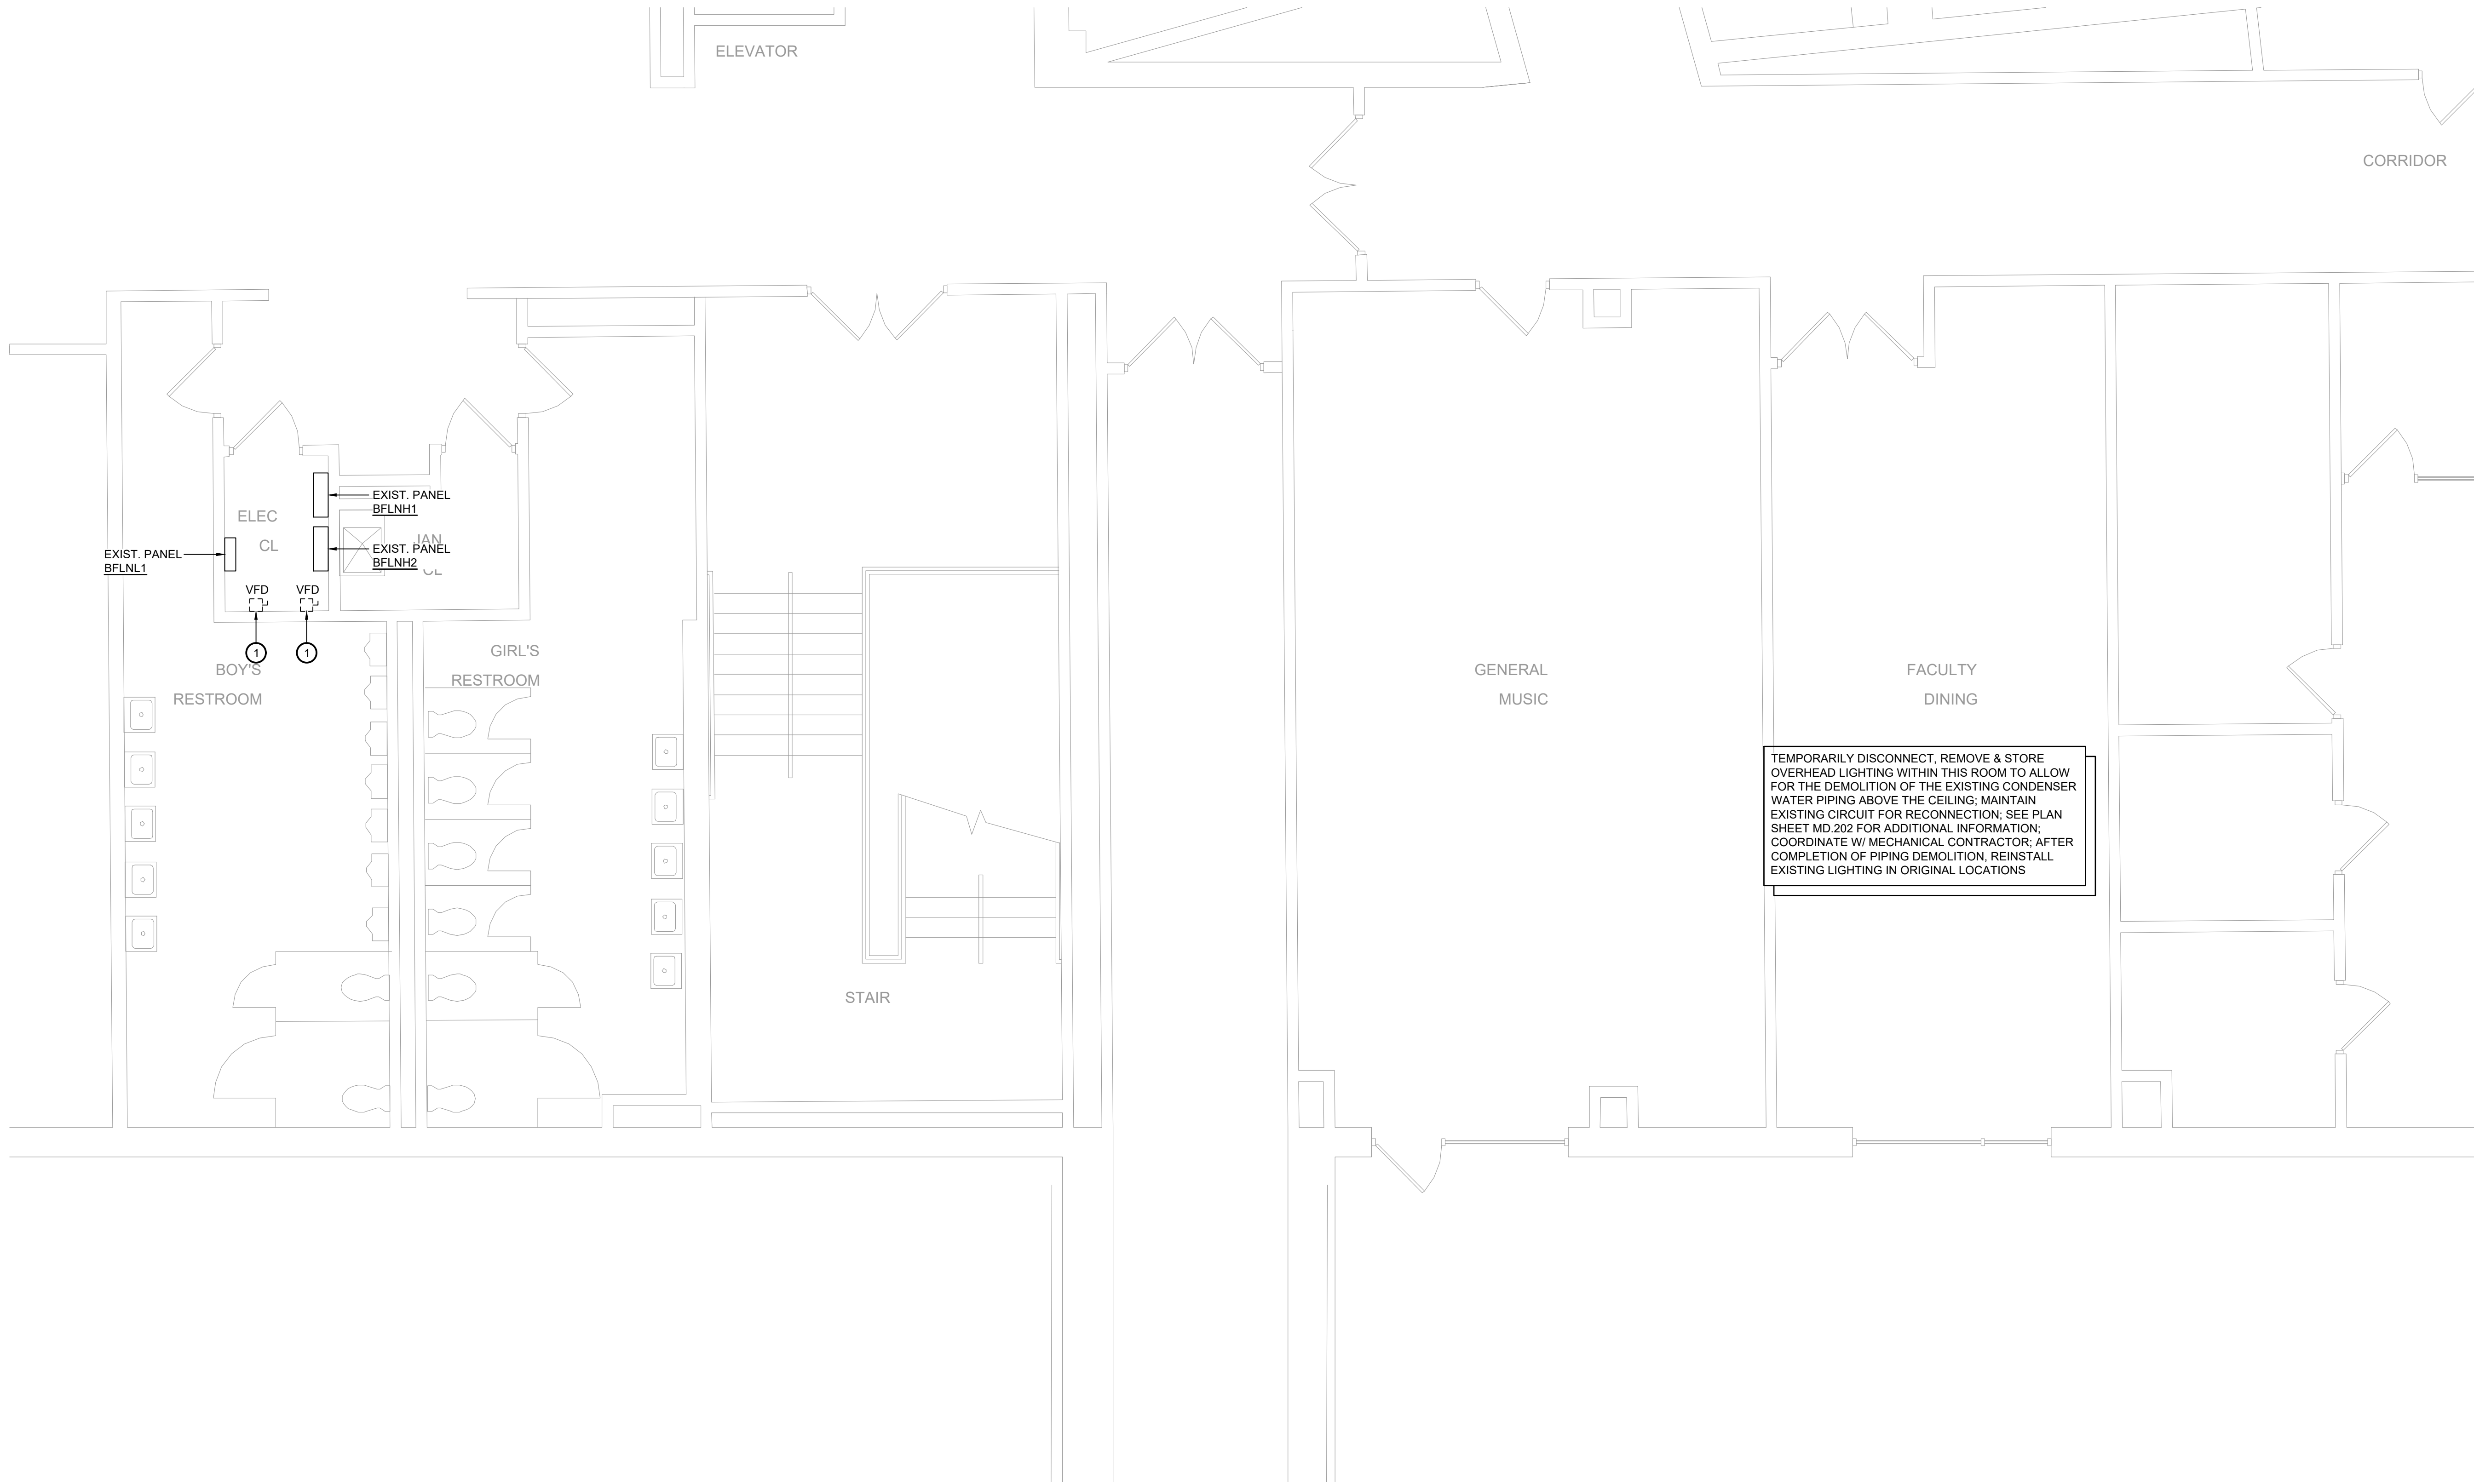 ELEVATOR
CORRIDOR
EXIST. PANEL
BFLNH1
ELEC
CL
JAN
CL
EXIST. PANEL
BFLNH2
EXIST. PANEL
BFLNL1
VFD
VFD
1
1
BOY'S
RESTROOM
GIRL'S
RESTROOM
GENERAL
MUSIC
FACULTY
DINING
TEMPORARILY DISCONNECT, REMOVE & STORE
OVERHEAD LIGHTING WITHIN THIS ROOM TO ALLOW
FOR THE DEMOLITION OF THE EXISTING CONDENSER
WATER PIPING ABOVE THE CEILING; MAINTAIN
EXISTING CIRCUIT FOR RECONNECTION; SEE PLAN
SHEET MD.202 FOR ADDITIONAL INFORMATION;
COORDINATE W/ MECHANICAL CONTRACTOR; AFTER
COMPLETION OF PIPING DEMOLITION, REINSTALL
EXISTING LIGHTING IN ORIGINAL LOCATIONS
STAIR